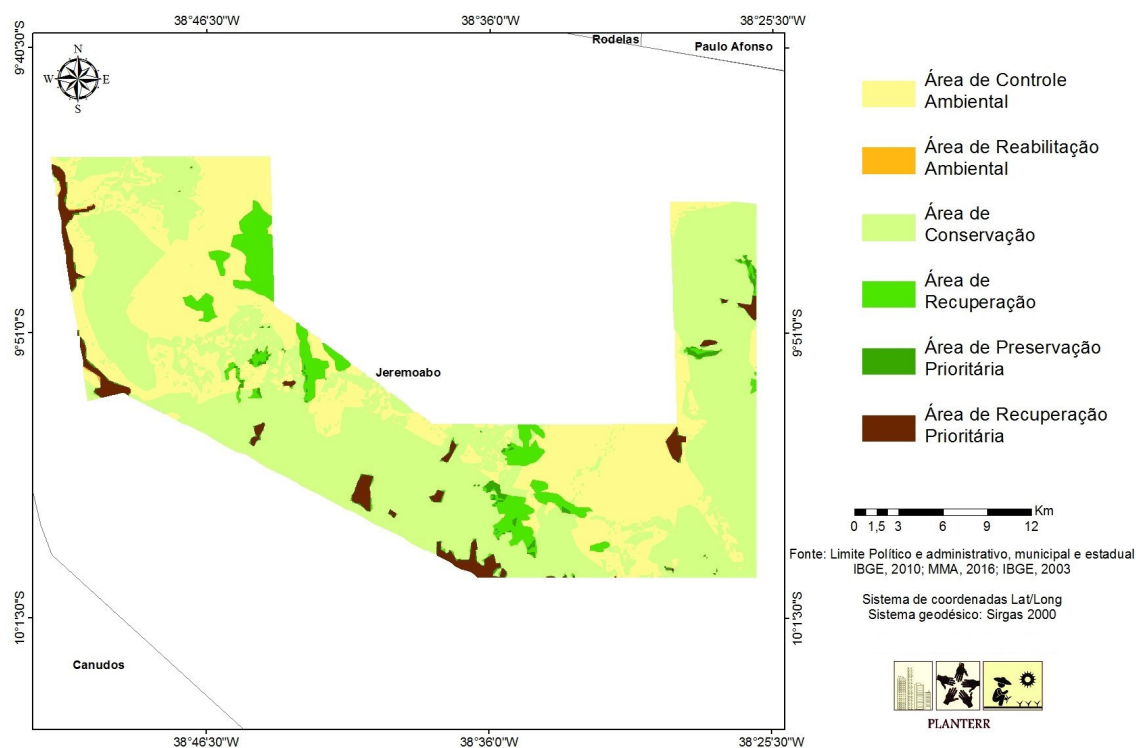 38°46'30"W
38°36'0"W
38°25'30"W
9°40'30"S
9°40'30"S
Rodelas
Paulo Afonso
N
W
E
S
9°51'0"S
9°51'0"S
Jeremoabo
10°1'30"S
10°1'30"S
Canudos
38°46'30"W
38°36'0"W
38°25'30"W
Área de Controle
Ambiental
Área de Reabilitação
Ambiental
Área de
Conservação
Área de
Recuperação
Área de Preservação
Prioritária
Área de Recuperação
Prioritária
Km
0 1,5 3 6 9 12
Fonte: Limite Político e administrativo, municipal e estadual
IBGE, 2010; MMA, 2016; IBGE, 2003
Sistema de coordenadas Lat/Long
Sistema geodésico: Sirgas 2000
PLANTERR